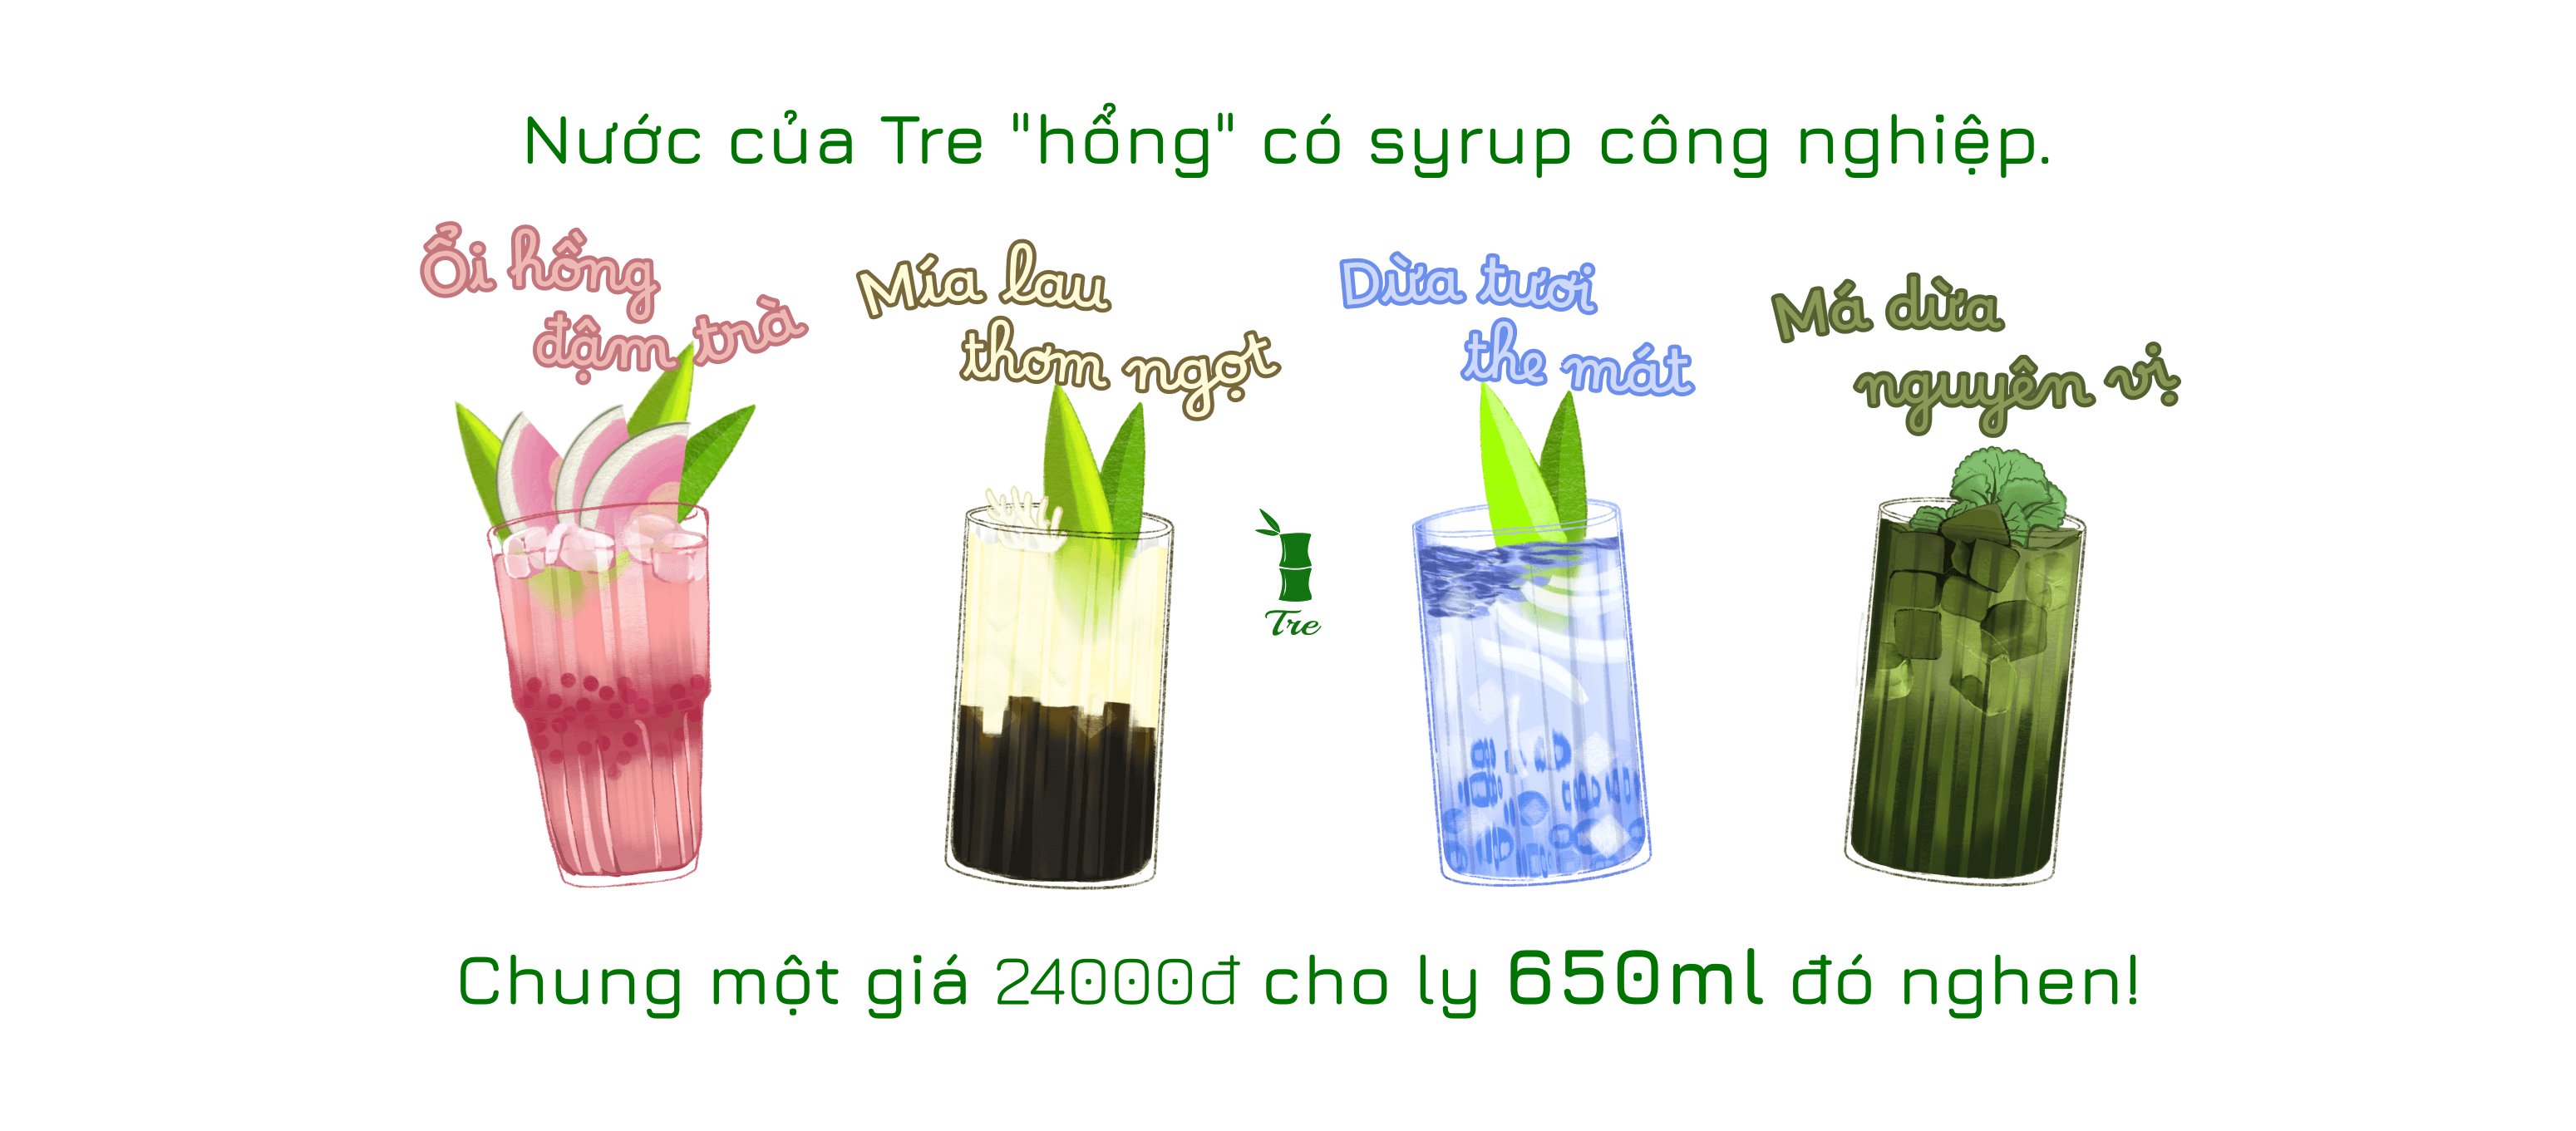 Nước của Tre "hổng" có syrup công nghiệp.
Ổi hồng
đậm trà
Mía lau
thơm ngọt
Dừa tươi
the mát
Má dừa
nguyên vị
Tre
Chung một giá 24000đ cho ly 650ml đó nghen!